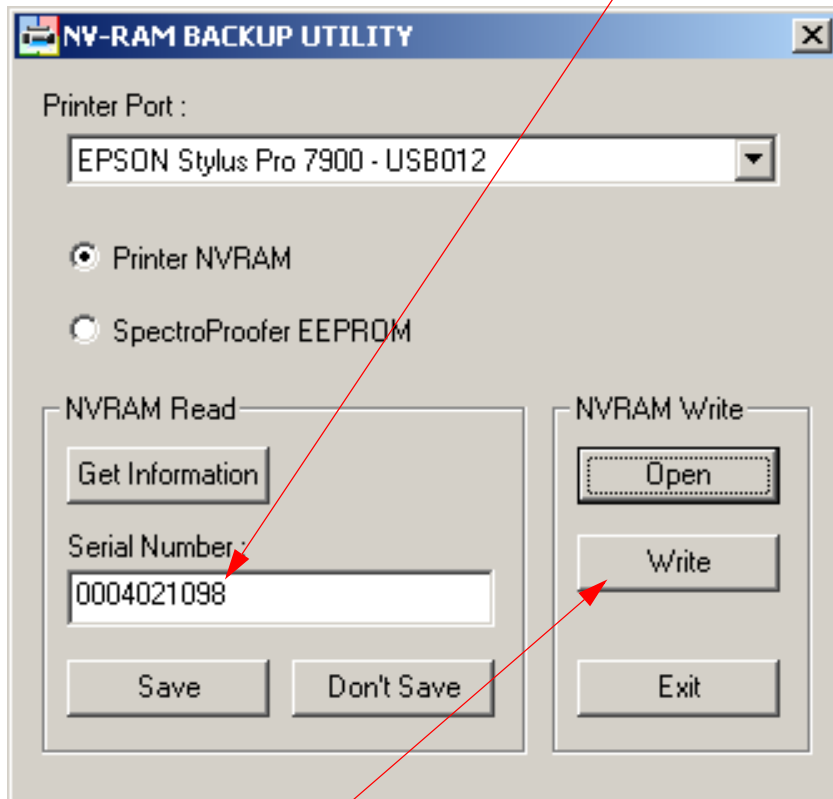 NV-RAM BACKUP UTILITY
Printer Port :
EPSON Stylus Pro 7900 - USB012
Printer NVRAM
SpectroProofer EEPROM
NVRAM Read
Get Information
Serial Number :
0004021098
Save
Don't Save
NVRAM Write
Open
Write
Exit